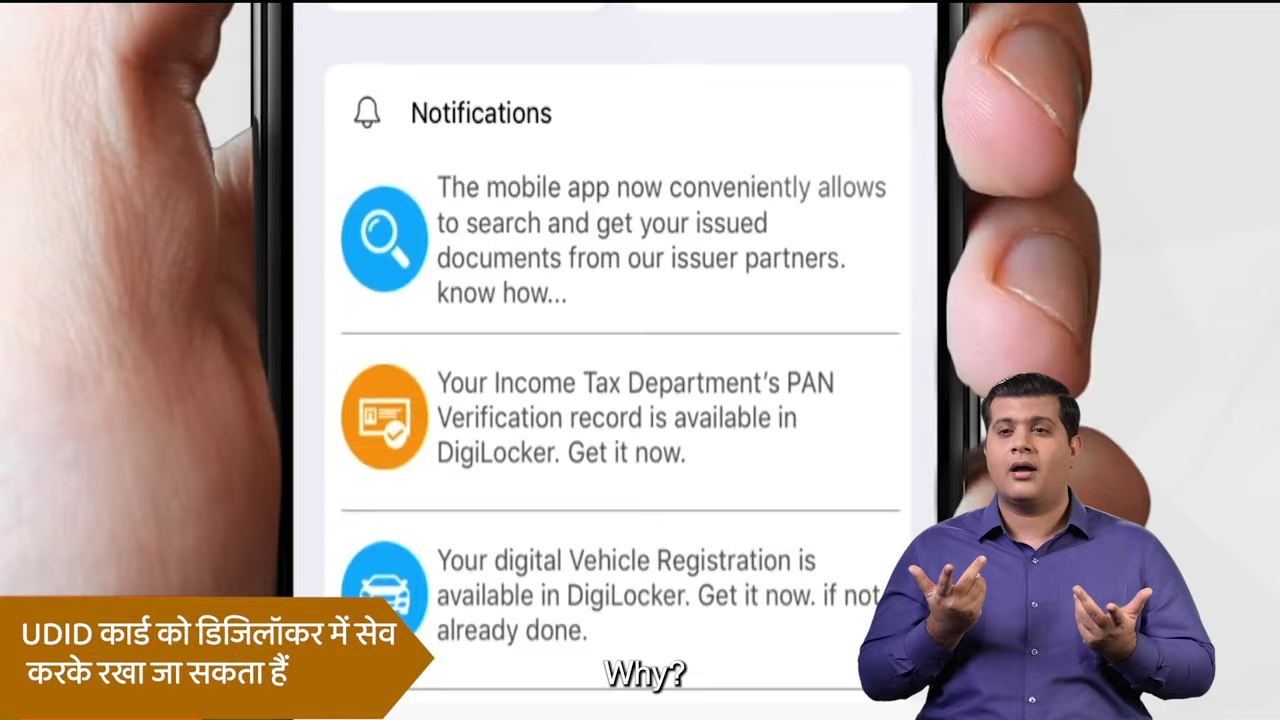 Notifications
The mobile app now conveniently allows
to search and get your issued
documents from our issuer partners.
know how...
Your Income Tax Department's PAN
Verification record is available in
DigiLocker. Get it now.
Your digital Vehicle Registration is
available in DigiLocker. Get it now. if not
already done.
UDID कार्ड को डिजिलॉकर में सेव
करके रखा जा सकता हैं
Why?